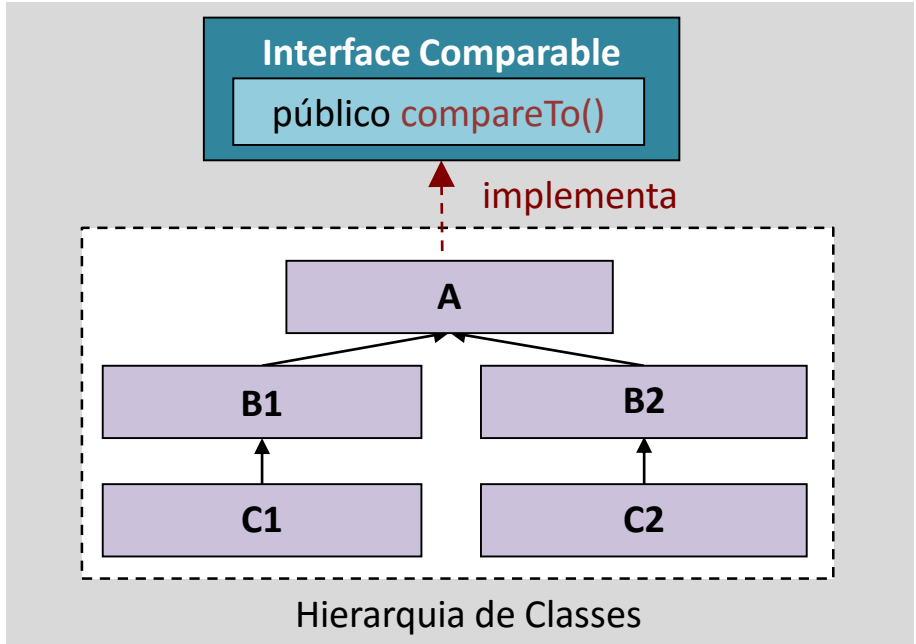 Interface Comparable
público compareTo()
implementa
A
B1
B2
C1
C2
Hierarquia de Classes